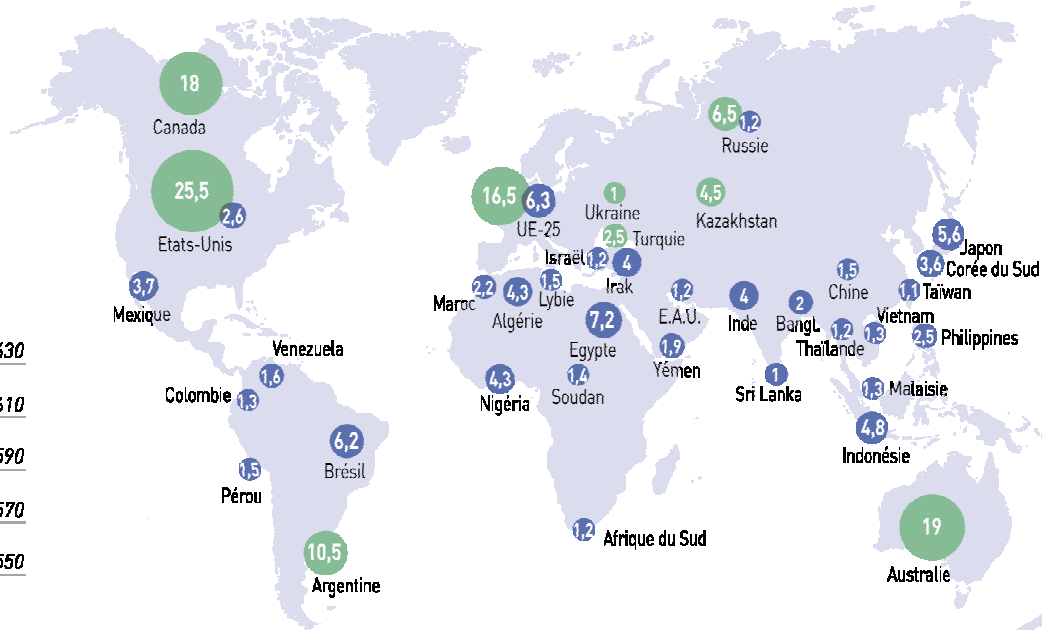 18
Canada
25,5
2,6
Etats-Unis
3,7
Mexique
16,5
6,3
UE-25
1
Ukraine
2,5
Turquie
6,5
1,2
Russie
4,5
Kazakhstan
Israël
1,2
4
Irak
Maroc
2,2
4,3
Algérie
1,5
Lybie
7,2
Egypte
1,2
E.A.U.
1,9
Yémen
4,3
Nigéria
1,4
Soudan
4
Inde
2
Bangl.
1
Sri Lanka
1,5
Chine
5,6
Japon
3,6
Corée du Sud
1,1
Taïwan
1,2
Thaïlande
Vietnam
1,3
2,5
Philippines
1,3
Malaisie
4,8
Indonésie
Venezuela
1,6
Colombie
1,3
6,2
Brésil
1,5
Pérou
10,5
Argentine
1,2
Afrique du Sud
19
Australie
630
610
590
570
550